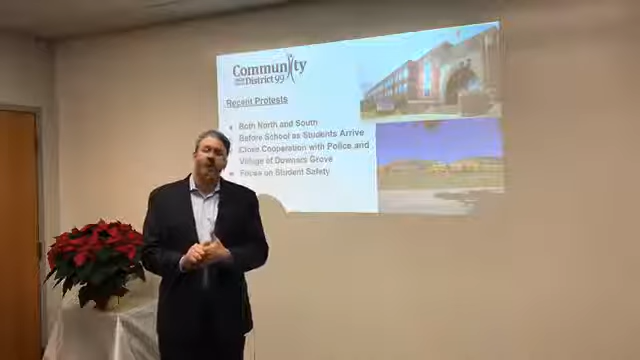 Community
District 99
Recent Protests
Both North and South
Before School as Students Arrive
Close Cooperation with Police and
Village of Downers Grove
Focus on Student Safety